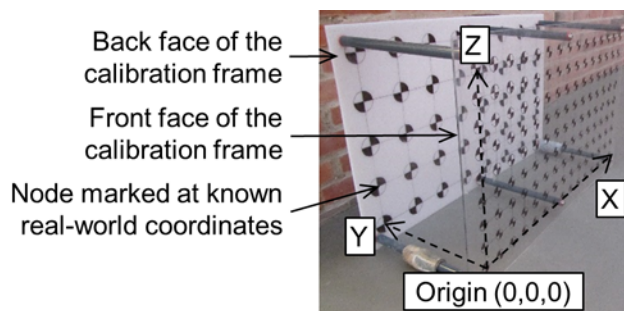 Back face of the
calibration frame
Front face of the
calibration frame
Node marked at known
real-world coordinates
Z
X
Y
Origin (0,0,0)